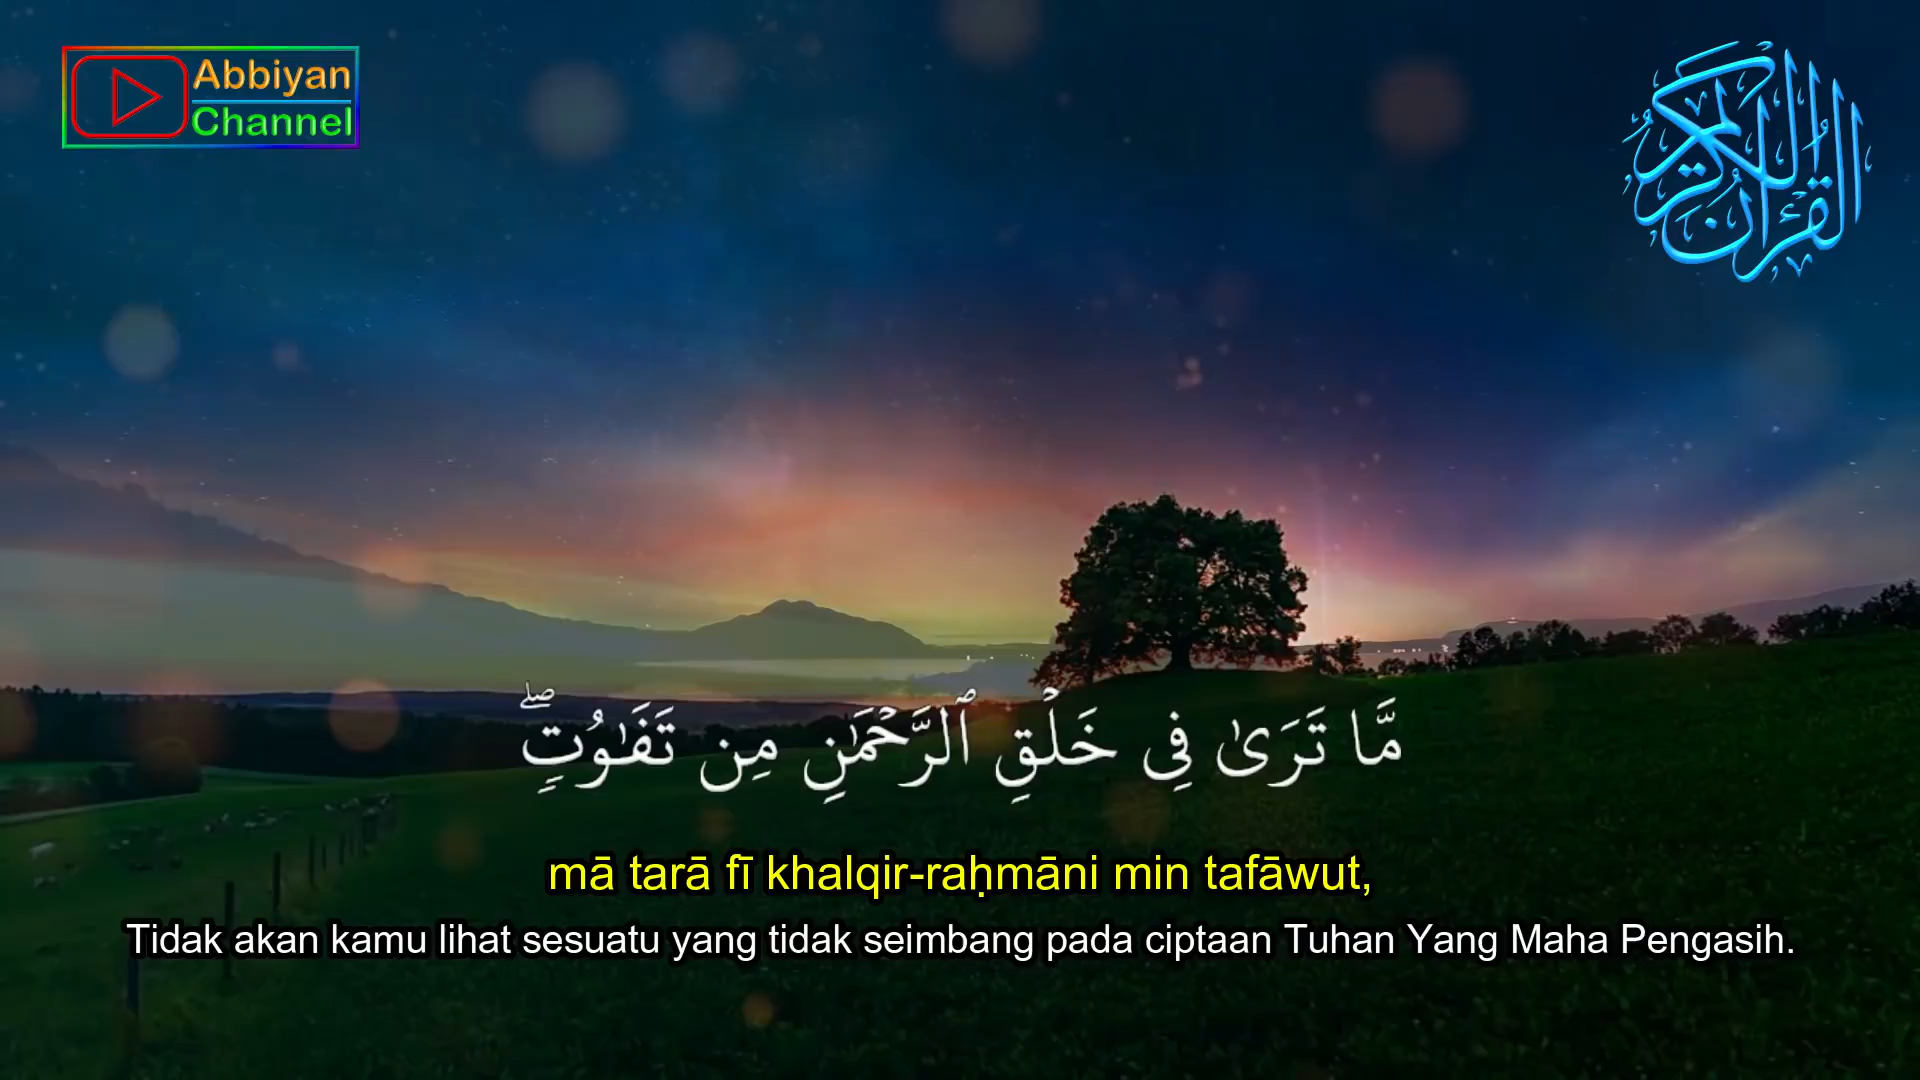 Abbiyan
Channel
القرآن الكريم
مَّا تَرَىٰ فِى خَلْقِ ٱلرَّحْمَـٰنِ مِن تَفَـٰوُتٍ ۖ
mā tarā fī khalqir-raḥmāni min tafāwut,
Tidak akan kamu lihat sesuatu yang tidak seimbang pada ciptaan Tuhan Yang Maha Pengasih.